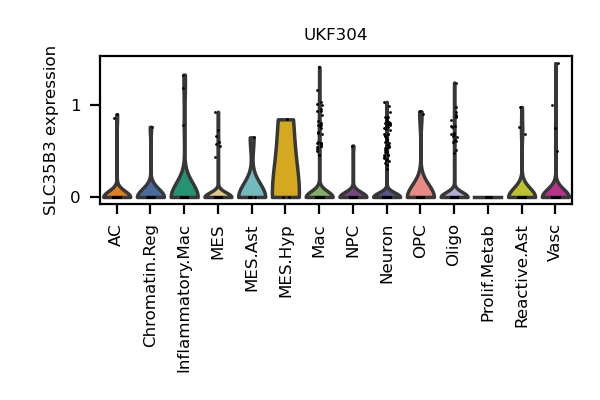 UKF304
SLC35B3 expression
1
0
AC
Chromatin.Reg
Inflammatory.Mac
MES
MES.Ast
MES.Hyp
Mac
NPC
Neuron
OPC
Oligo
Prolif.Metab
Reactive.Ast
Vasc